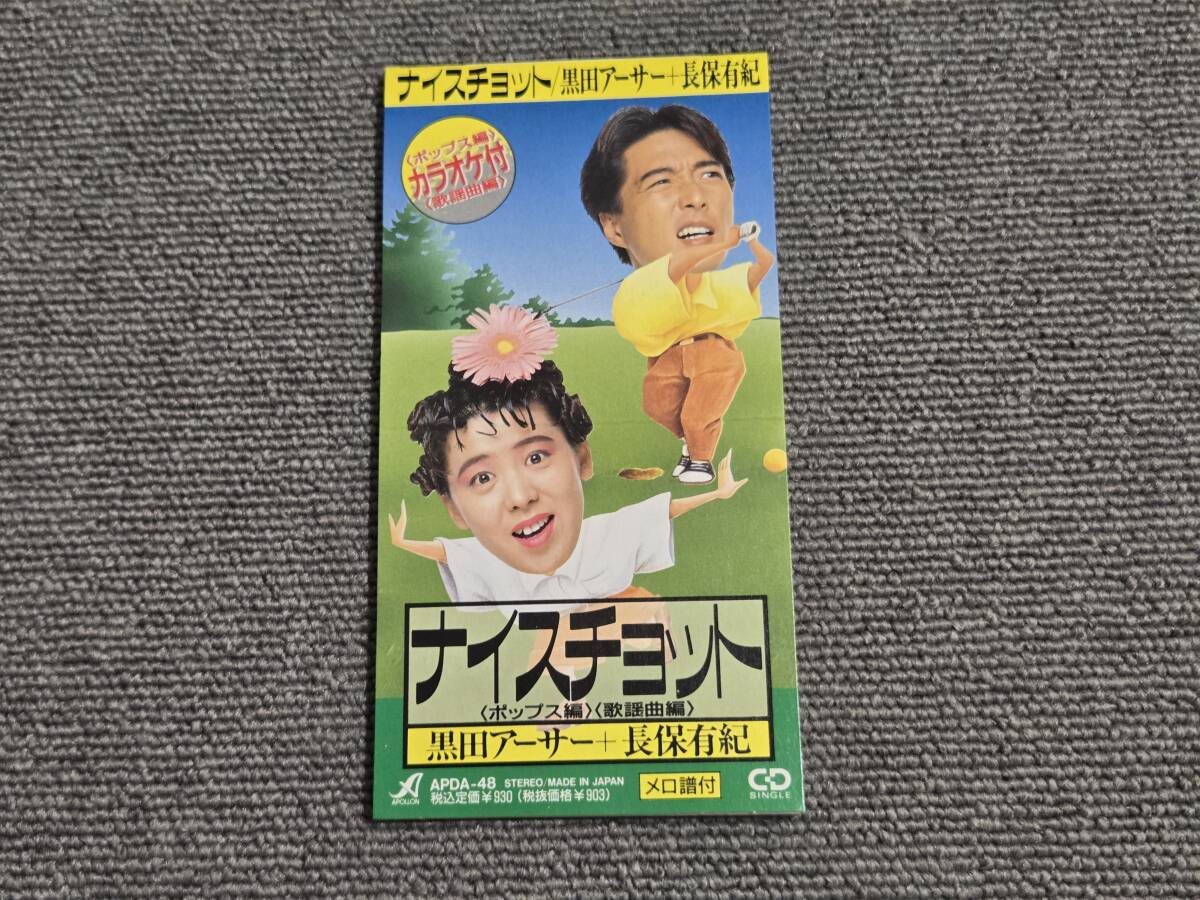 ナイスチョット/黒田アーサー+長保有紀
〈ポップス編〉
カラオケ付
〈歌謡曲編〉
ナイスチョット
〈ポップス編〉〈歌謡曲編〉
黒田アーサー+長保有紀
APOLLON
APDA-48 STEREO/MADE IN JAPAN
税込定価¥930(税抜価格¥903)
メロ譜付
CD
SINGLE